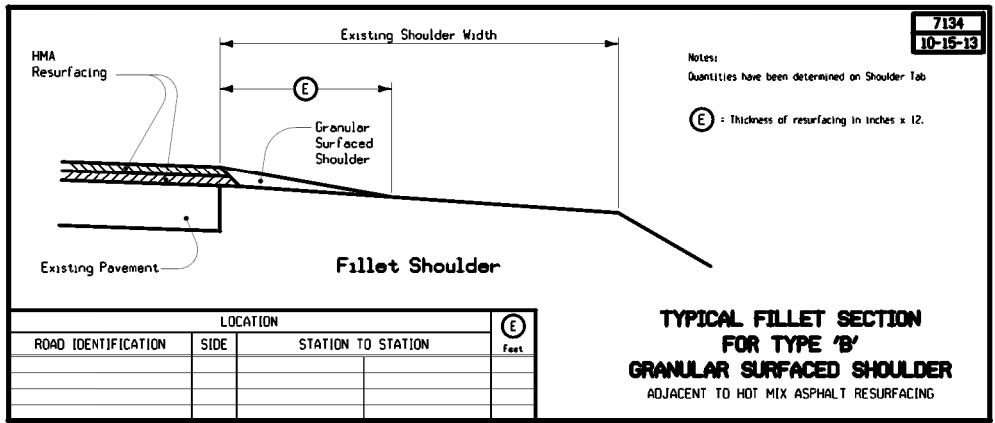 7134
10-15-13
Existing Shoulder Width
HMA
Resurfacing
E
Granular
Surfaced
Shoulder
Existing Pavement
Fillet Shoulder
Notes:
Quantities have been determined on Shoulder Tab
E = Thickness of resurfacing in inches x 12.
LOCATION
E
Feet
ROAD IDENTIFICATION SIDE STATION TO STATION
TYPICAL FILLET SECTION
FOR TYPE 'B'
GRANULAR SURFACED SHOULDER
ADJACENT TO HOT MIX ASPHALT RESURFACING